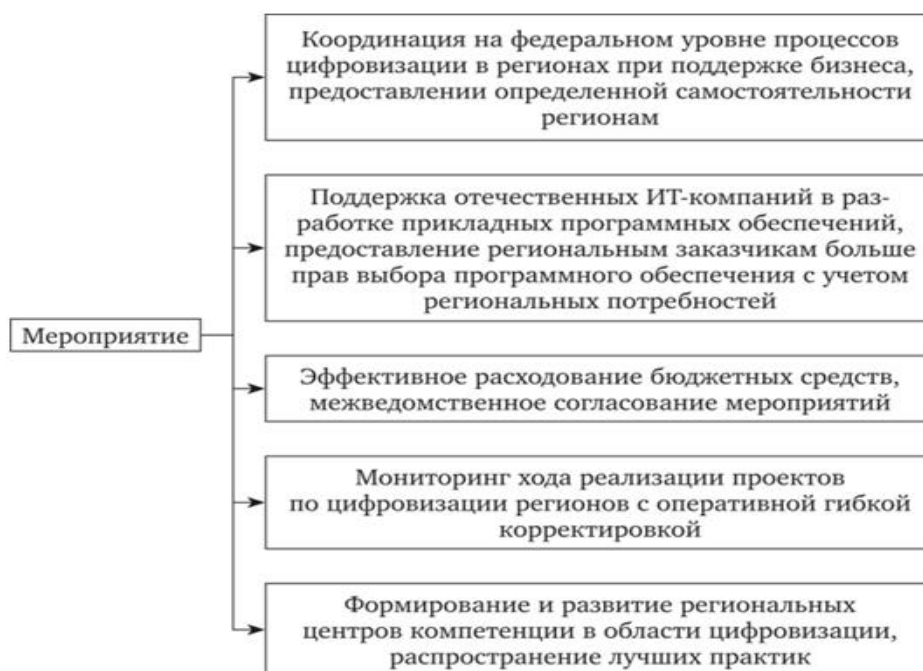 Координация на федеральном уровне процессов
цифровизации в регионах при поддержке бизнеса,
предоставлении определенной самостоятельности
регионам
Поддержка отечественных ИТ-компаний в раз-
работке прикладных программных обеспечений,
предоставление региональным заказчикам больше
прав выбора программного обеспечения с учетом
региональных потребностей
Мероприятие
Эффективное расходование бюджетных средств,
межведомственное согласование мероприятий
Мониторинг хода реализации проектов
по цифровизации регионов с оперативной гибкой
корректировкой
Формирование и развитие региональных
центров компетенции в области цифровизации,
распространение лучших практик